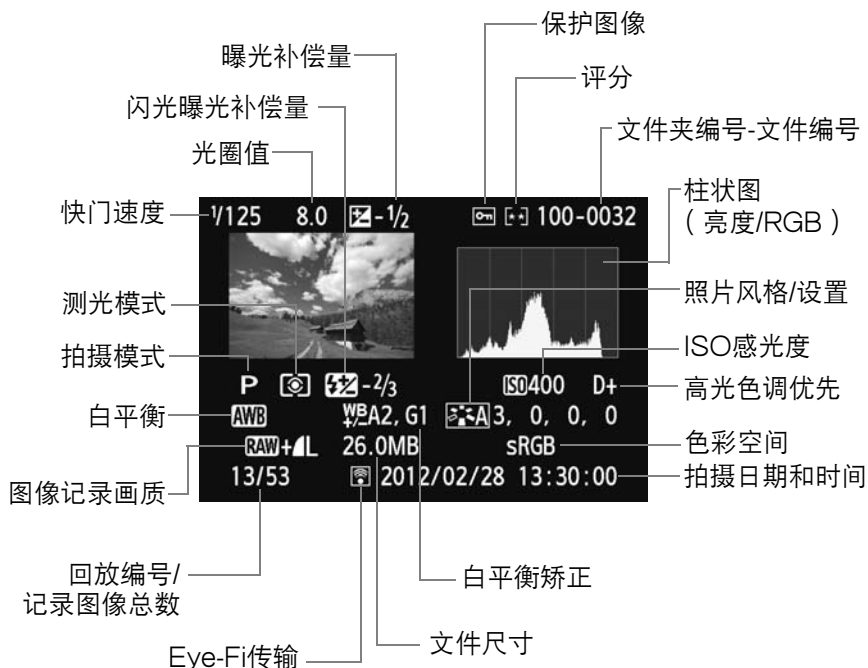 保护图像
曝光补偿量
评分
闪光曝光补偿量
文件夹编号-文件编号
光圈值
柱状图
( 亮度/RGB )
快门速度
1/125 8.0 -1/2 100-0032
测光模式
照片风格/设置
拍摄模式
ISO感光度
P -2/3 ISO400 D+
高光色调优先
白平衡
AWB WB+/-A2, G1 A3, 0, 0, 0
RAW+L 26.0MB sRGB
色彩空间
图像记录画质
13/53 2012/02/28 13:30:00
拍摄日期和时间
回放编号/
记录图像总数
白平衡矫正
文件尺寸
Eye-Fi传输